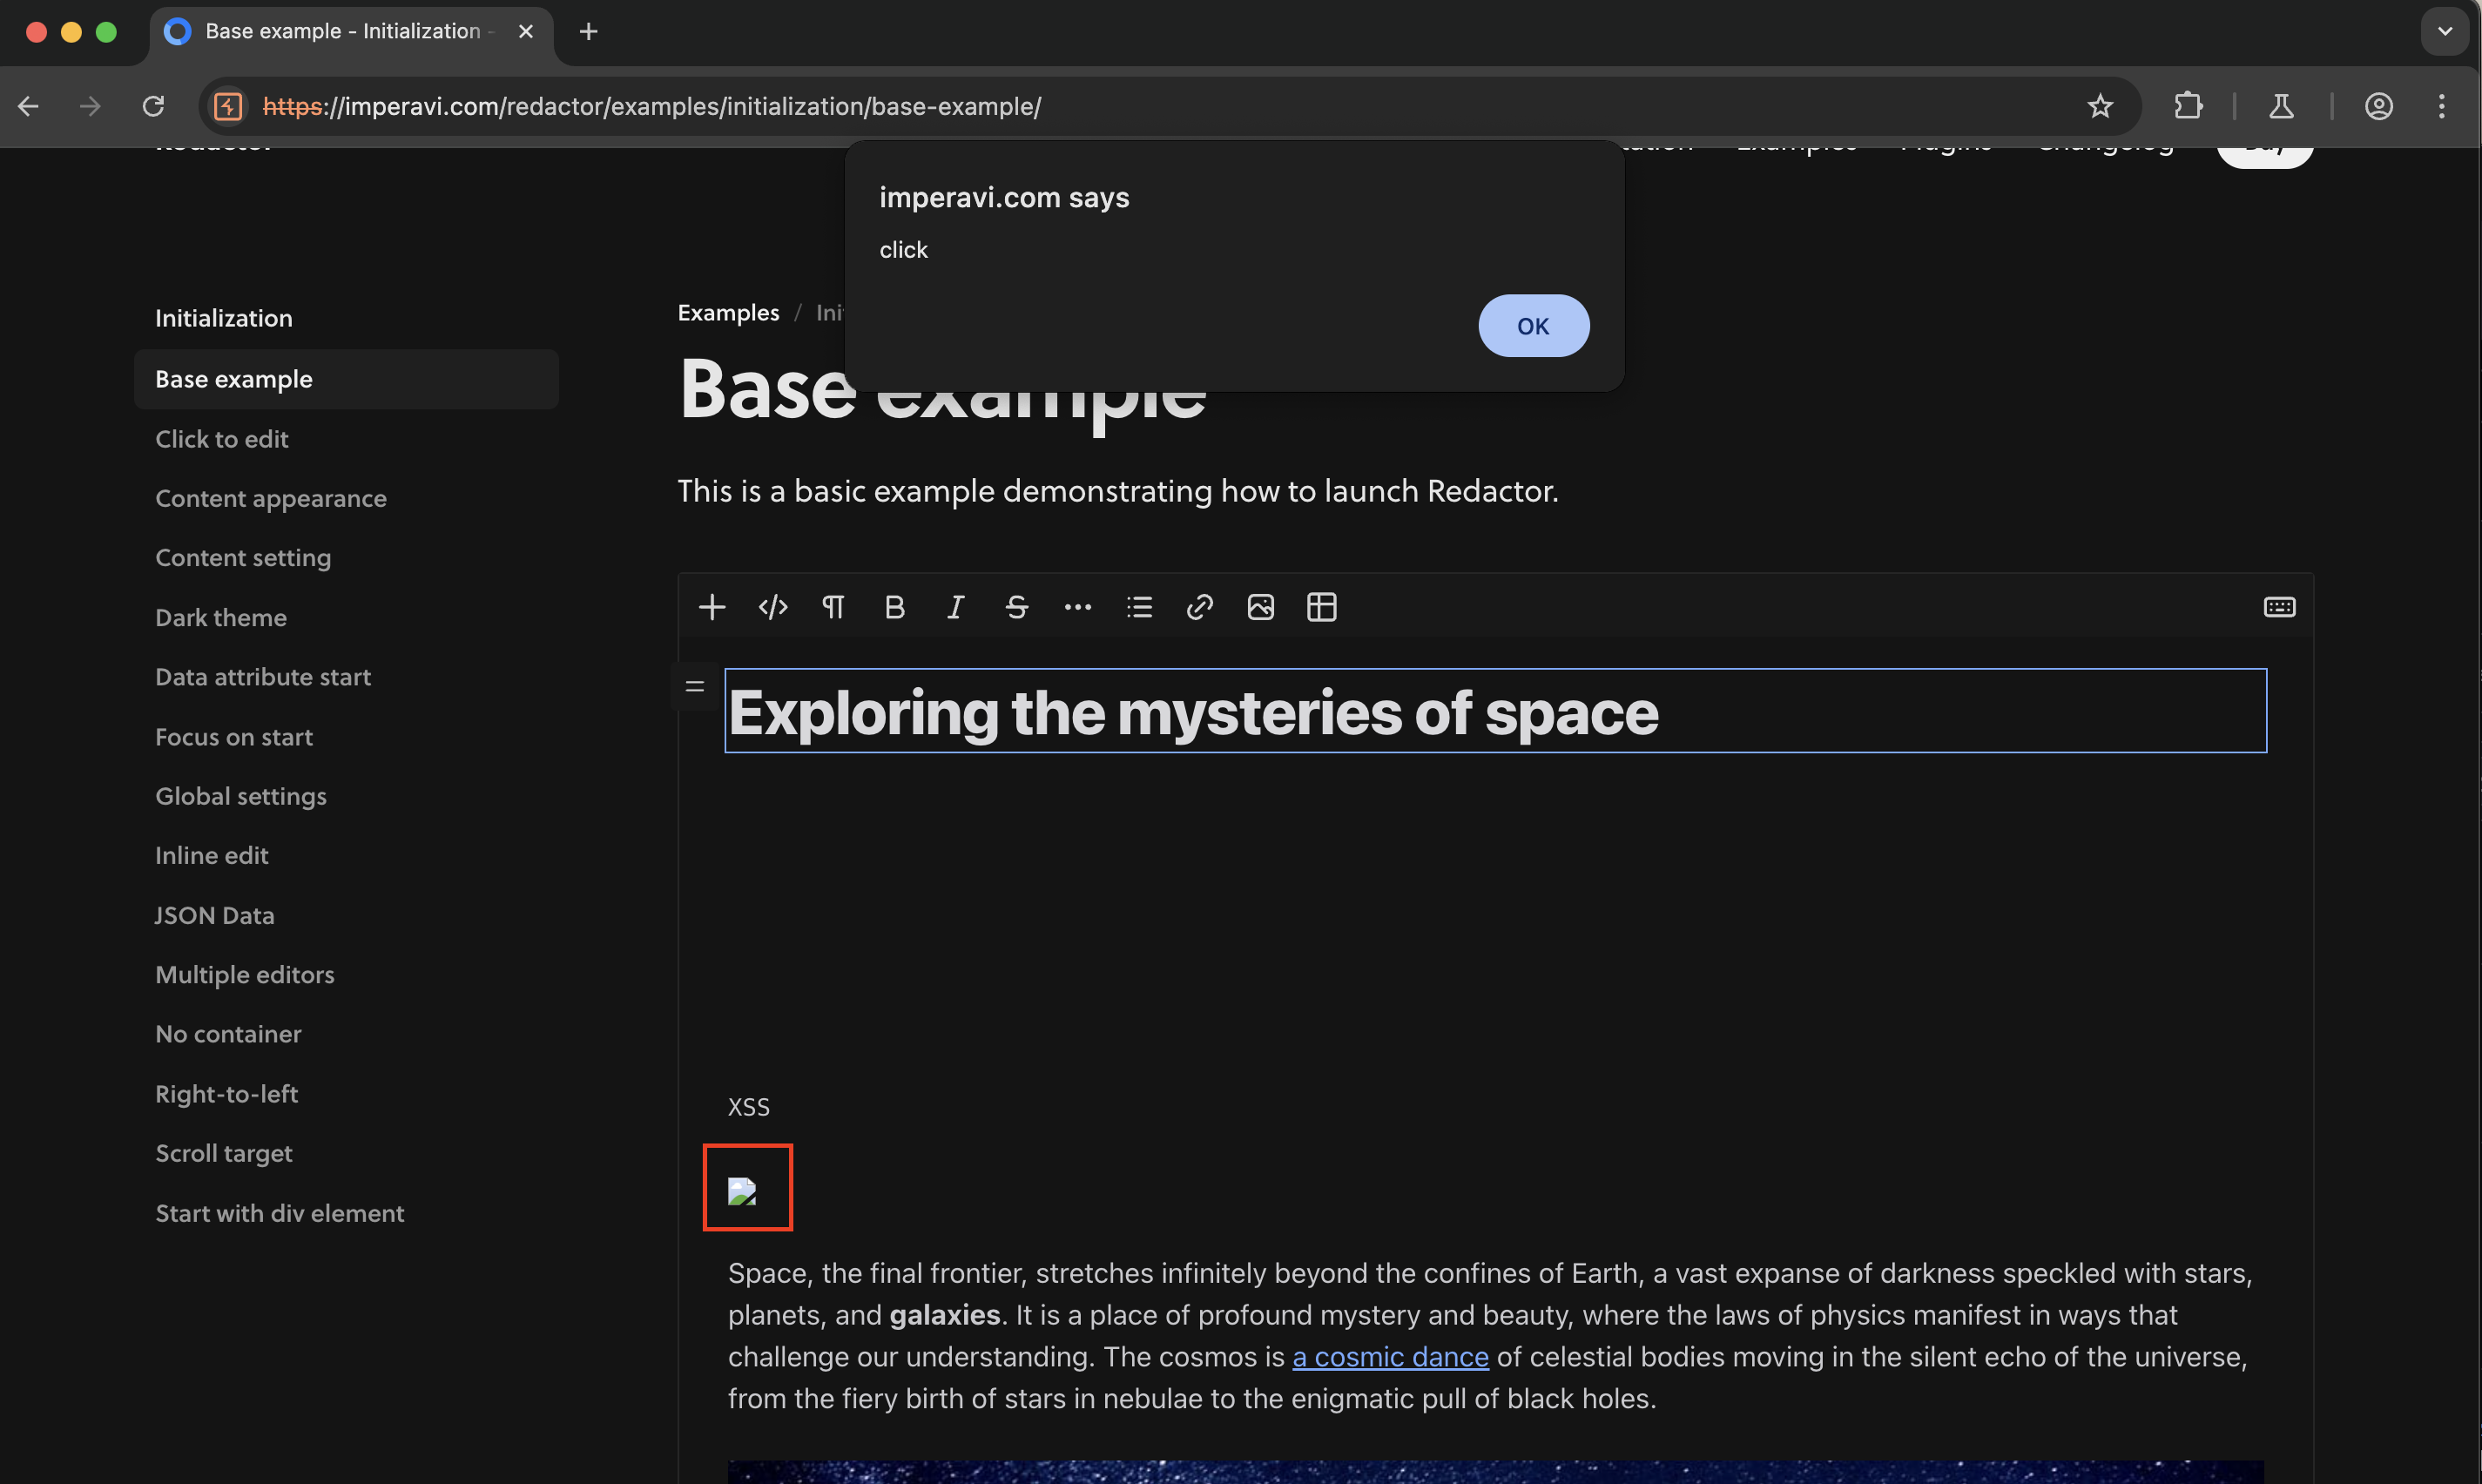 Base example - Initialization -
https://imperavi.com/redactor/examples/initialization/base-example/
Examples
Plugins
Changelog
imperavi.com says
click
OK
Initialization
Base example
Click to edit
Content appearance
Content setting
Dark theme
Data attribute start
Focus on start
Global settings
Inline edit
JSON Data
Multiple editors
No container
Right-to-left
Scroll target
Start with div element
Examples / Ini
Base example
This is a basic example demonstrating how to launch Redactor.
Exploring the mysteries of space
XSS
Space, the final frontier, stretches infinitely beyond the confines of Earth, a vast expanse of darkness speckled with stars,
planets, and galaxies. It is a place of profound mystery and beauty, where the laws of physics manifest in ways that
challenge our understanding. The cosmos is a cosmic dance of celestial bodies moving in the silent echo of the universe,
from the fiery birth of stars in nebulae to the enigmatic pull of black holes.